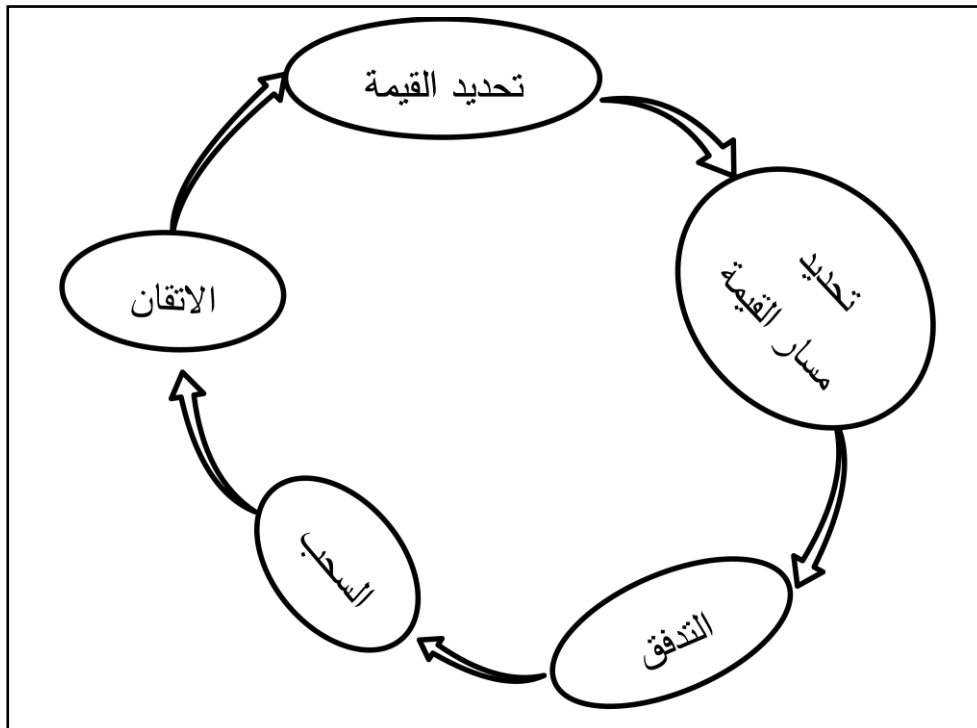 تحديد القيمة
تحديد
مسار القيمة
التدفق
السحب
الاتقان